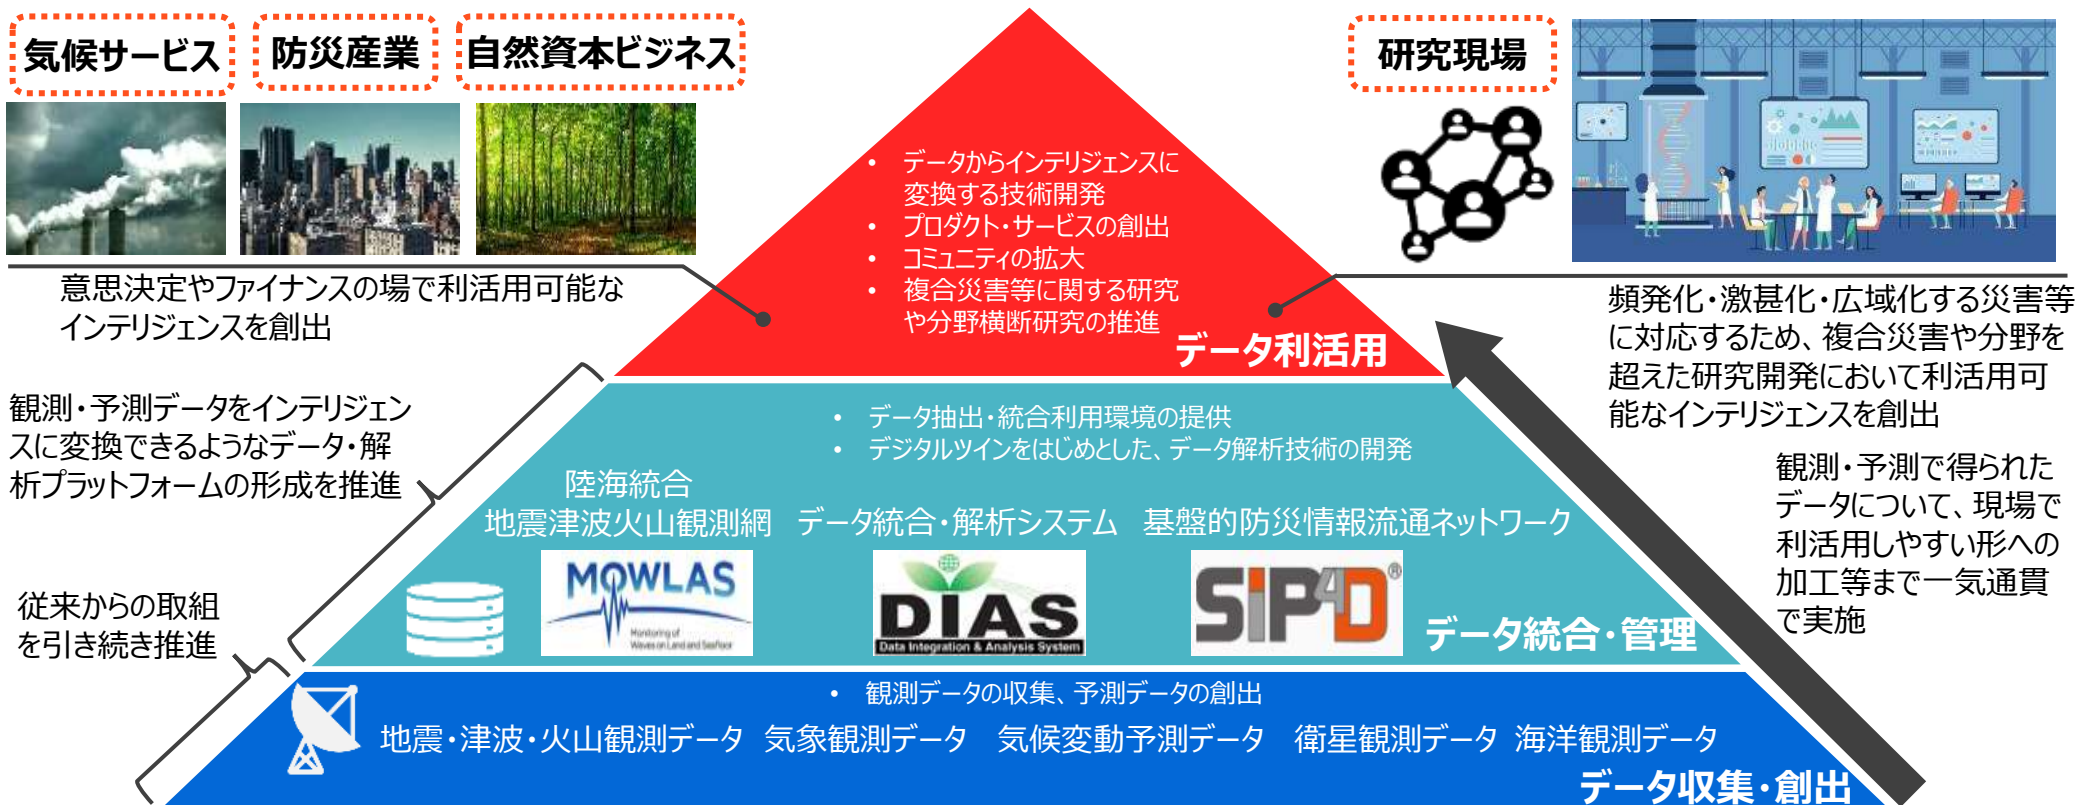 気候サービス
防災産業
自然資本ビジネス
研究現場
• データからインテリジェンスに
変換する技術開発
• プロダクト・サービスの創出
• コミュニティの拡大
• 複合災害等に関する研究
や分野横断研究の推進
データ利活用
意思決定やファイナンスの場で利活用可能な
インテリジェンスを創出
頻発化・激甚化・広域化する災害等
に対応するため、複合災害や分野を
超えた研究開発において利活用可
能なインテリジェンスを創出
観測・予測データをインテリジェン
スに変換できるようなデータ・解
析プラットフォームの形成を推進
• データ抽出・統合利用環境の提供
• デジタルツインをはじめとした、データ解析技術の開発
陸海統合
地震津波火山観測網
データ統合・解析システム
基盤的防災情報流通ネットワーク
MOWLAS
Monitoring of
Waves on Land and Seafloor
DIAS
Data Integration & Analysis System
SiP4D®
データ統合・管理
観測・予測で得られた
データについて、現場で
利活用しやすい形への
加工等まで一気通貫
で実施
従来からの取組
を引き続き推進
• 観測データの収集、予測データの創出
地震・津波・火山観測データ 気象観測データ 気候変動予測データ 衛星観測データ 海洋観測データ
データ収集・創出